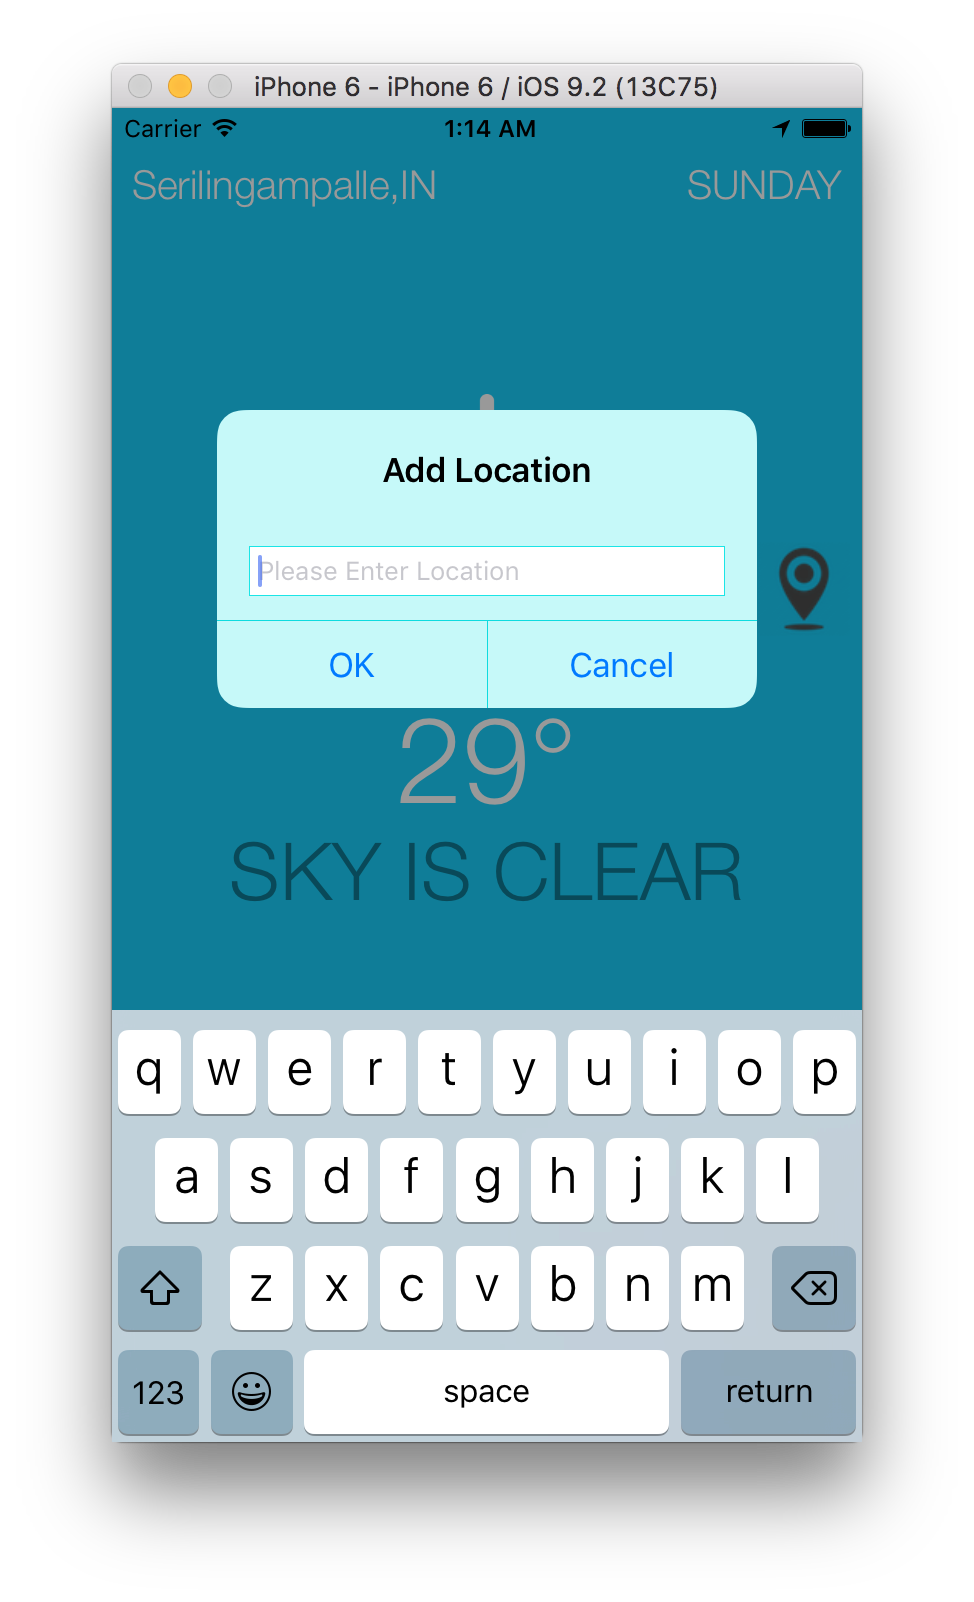 iPhone 6 - iPhone 6 / iOS 9.2 (13C75)
Carrier 1:14 AM
Serilingampalle,IN SUNDAY
Add Location
Please Enter Location
OK Cancel
29°
SKY IS CLEAR
q w e r t y u i o p
a s d f g h j k l
z x c v b n m
123 space return